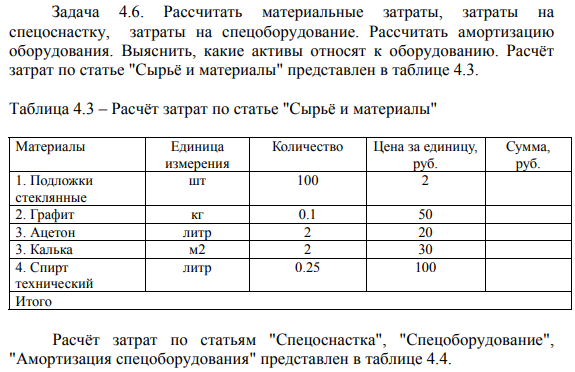 Задача 4.6. Рассчитать материальные затраты, затраты на
спецоснастку, затраты на спецоборудование. Рассчитать амортизацию
оборудования. Выяснить, какие активы относят к оборудованию. Расчёт
затрат по статье "Сырьё и материалы" представлен в таблице 4.3.
Таблица 4.3 – Расчёт затрат по статье "Сырьё и материалы"
Материалы Единица измерения Количество Цена за единицу, руб. Сумма, руб.
1. Подложки стеклянные шт 100 2
2. Графит кг 0.1 50
3. Ацетон литр 2 20
3. Калька м2 2 30
4. Спирт технический литр 0.25 100
Итого
Расчёт затрат по статьям "Спецоснастка", "Спецоборудование",
"Амортизация спецоборудования" представлен в таблице 4.4.